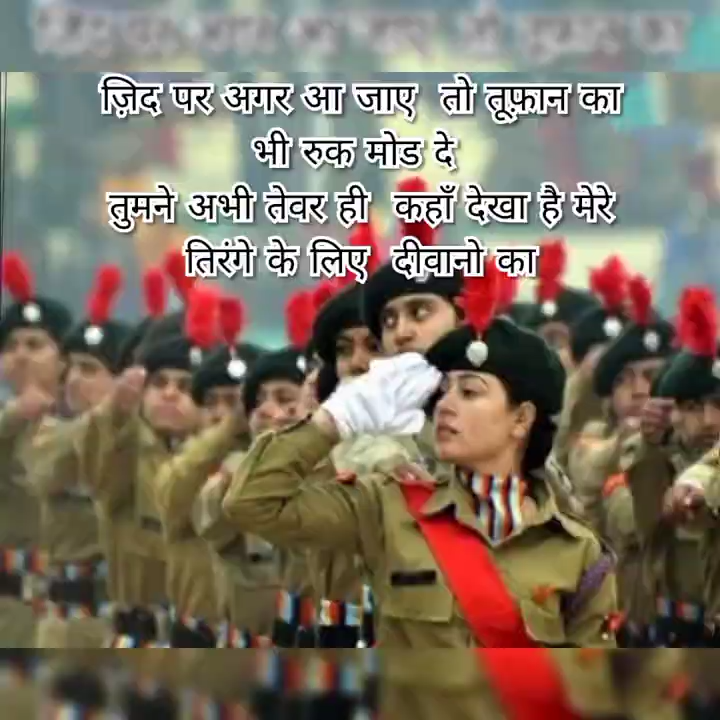 ज़िद पर अगर आ जाए तो तूफ़ान का
भी रुक मोड दे
तुमने अभी तेवर ही कहाँ देखा है मेरे
तिरंगे के लिए दीवानो का